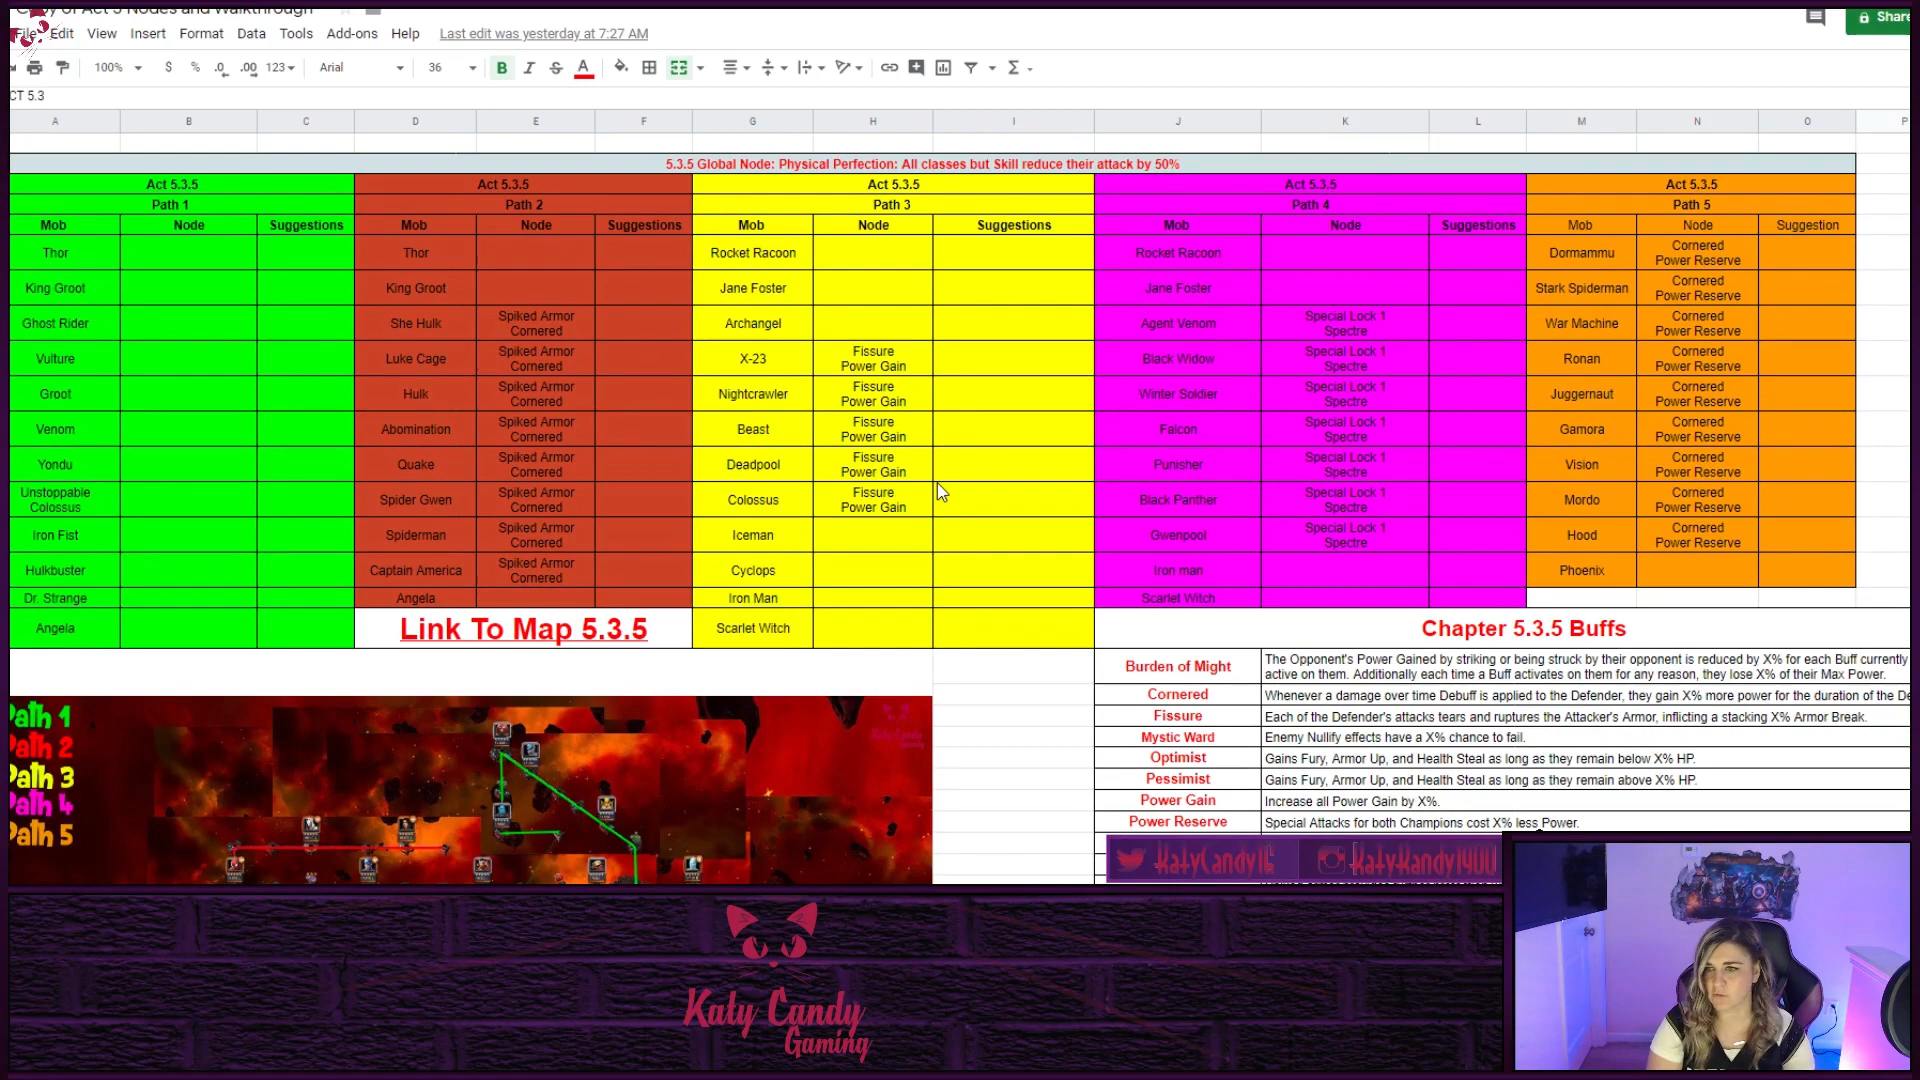 Copy of Act 5 Nodes and Walkthrough
File Edit View Insert Format Data Tools Add-ons Help Last edit was yesterday at 7:27 AM
Share
100% $ % .0 .00 123 Arial 36 B I S A
CT 5.3
A B C D E F G H I J K L M N O P
5.3.5 Global Node: Physical Perfection: All classes but Skill reduce their attack by 50%
Act 5.3.5 Act 5.3.5 Act 5.3.5 Act 5.3.5 Act 5.3.5
Path 1 Path 2 Path 3 Path 4 Path 5
Mob Node Suggestions Mob Node Suggestions Mob Node Suggestions Mob Node Suggestions Mob Node Suggestion
Thor Thor Rocket Racoon Rocket Racoon Dormammu Cornered
Power Reserve
King Groot King Groot Jane Foster Jane Foster Stark Spiderman Cornered
Power Reserve
Ghost Rider She Hulk Spiked Armor Archangel Agent Venom Special Lock 1 War Machine Cornered
Cornered Spectre Power Reserve
Vulture Luke Cage Spiked Armor X-23 Fissure Black Widow Special Lock 1 Ronan Cornered
Cornered Power Gain Spectre Power Reserve
Groot Hulk Spiked Armor Nightcrawler Fissure Winter Soldier Special Lock 1 Juggernaut Cornered
Cornered Power Gain Spectre Power Reserve
Venom Abomination Spiked Armor Beast Fissure Falcon Special Lock 1 Gamora Cornered
Cornered Power Gain Spectre Power Reserve
Yondu Quake Spiked Armor Deadpool Fissure Punisher Special Lock 1 Vision Cornered
Cornered Power Gain Spectre Power Reserve
Unstoppable Spider Gwen Spiked Armor Colossus Fissure Black Panther Special Lock 1 Mordo Cornered
Colossus Cornered Power Gain Spectre Power Reserve
Iron Fist Spiderman Spiked Armor Iceman Gwenpool Special Lock 1 Hood Cornered
Cornered Spectre Power Reserve
Hulkbuster Captain America Spiked Armor Cyclops Iron man Phoenix
Cornered
Dr. Strange Angela Iron Man Scarlet Witch
Angela Link To Map 5.3.5 Scarlet Witch Chapter 5.3.5 Buffs
Burden of Might The Opponent's Power Gained by striking or being struck by their opponent is reduced by X% for each Buff currently
active on them. Additionally each time a Buff activates on them for any reason, they lose X% of their Max Power.
Cornered Whenever a damage over time Debuff is applied to the Defender, they gain X% more power for the duration of the De
Fissure Each of the Defender's attacks tears and ruptures the Attacker's Armor, inflicting a stacking X% Armor Break.
Mystic Ward Enemy Nullify effects have a X% chance to fail.
Optimist Gains Fury, Armor Up, and Health Steal as long as they remain below X% HP.
Pessimist Gains Fury, Armor Up, and Health Steal as long as they remain above X% HP.
Power Gain Increase all Power Gain by X%.
Power Reserve Special Attacks for both Champions cost X% less Power.
Path 1
Path 2
Path 3
Path 4
Path 5
KatyCandy16 KatyKandy1400
Katy Candy
Gaming